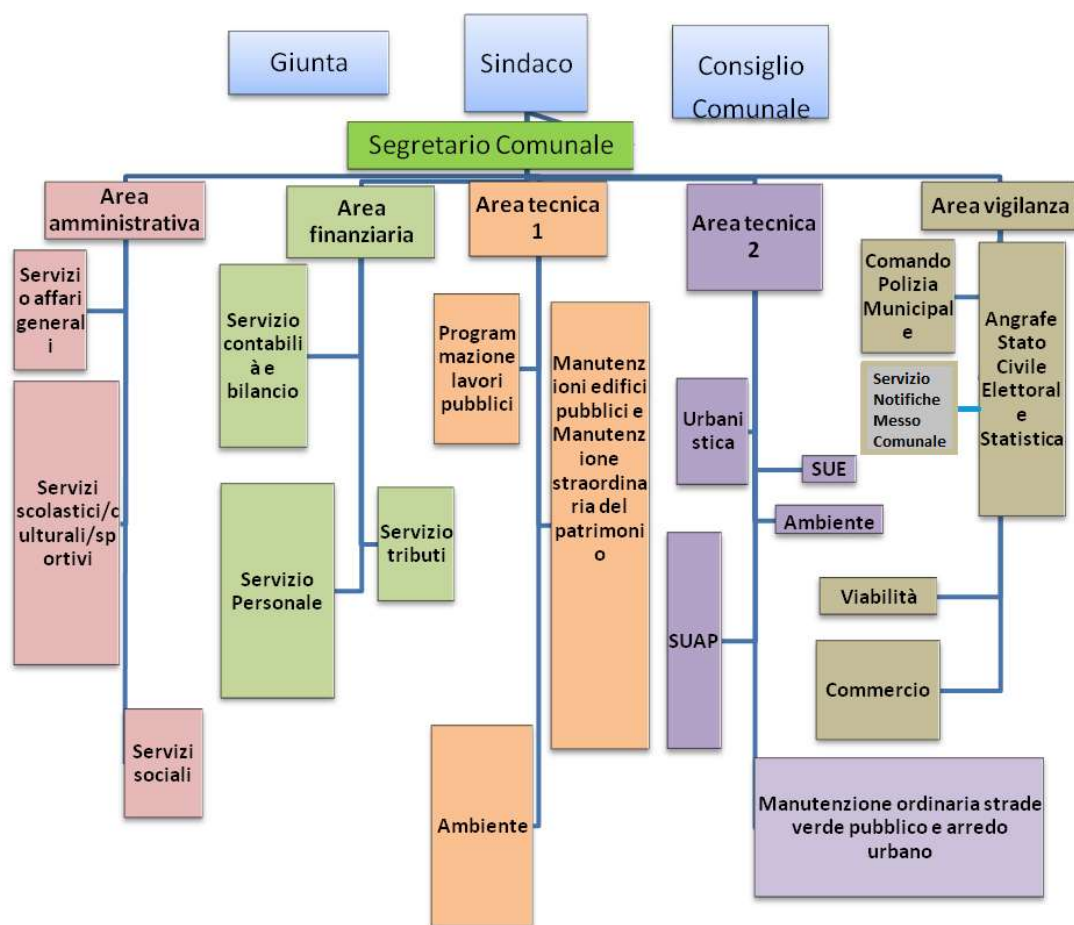 Giunta
Sindaco
Consiglio
Comunale
Segretario Comunale
Area
amministrativa
Servizi
o affari
general
i
Servizi
scolastici/c
ulturali/sp
ortivi
Servizi
sociali
Area
finanziaria
Servizio
contabil
ià e
bilancio
Servizio
tributi
Servizio
Personale
Area tecnica
1
Program
mazione
lavori
pubblici
Manutenz
ioni edifici
pubblici e
Manutenz
ione
straordina
ria del
patrimoni
o
Ambiente
Area tecnica
2
Urbani
stica
SUE
Ambiente
SUAP
Manutenzione ordinaria strade
verde pubblico e arredo
urbano
Area vigilanza
Comando
Polizia
Municipal
e
Angrafe
Stato
Civile
Elettoral
e
Statistica
Servizio
Notifiche
Messo
Comunale
Viabilità
Commercio